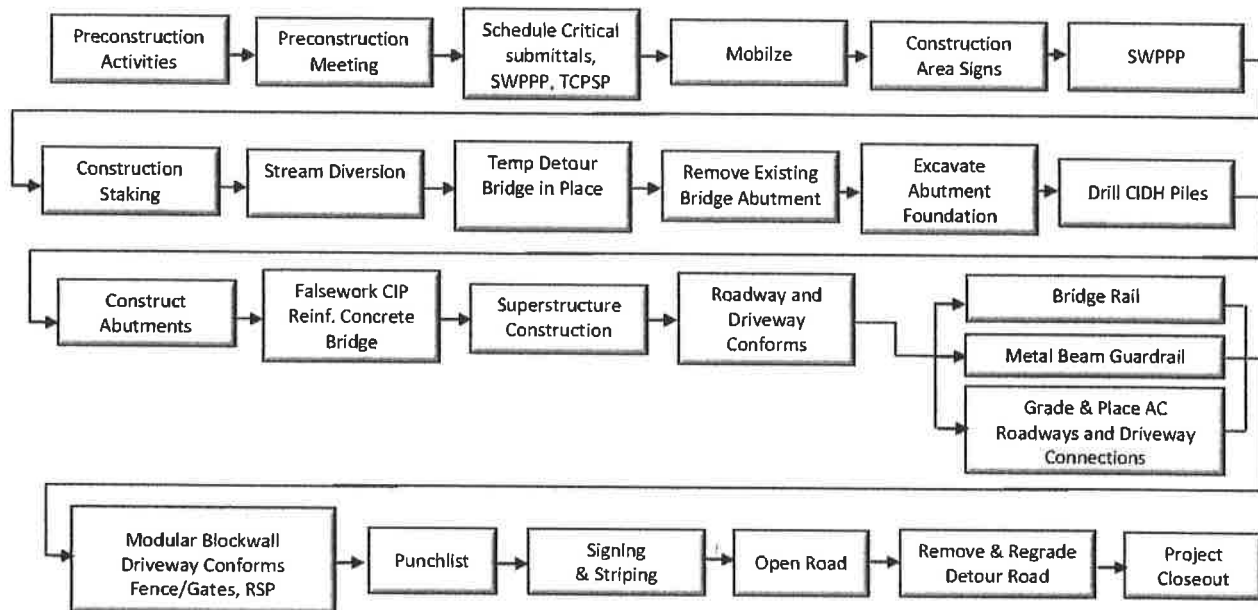 Preconstruction
Activities
Preconstruction
Meeting
Schedule Critical
submittals,
SWPPP, TCPSP
Mobilze
Construction
Area Signs
SWPPP
Construction
Staking
Stream Diversion
Temp Detour
Bridge in Place
Remove Existing
Bridge Abutment
Excavate
Abutment
Foundation
Drill CIDH Piles
Construct
Abutments
Falsework CIP
Reinf. Concrete
Bridge
Superstructure
Construction
Roadway and
Driveway
Conforms
Bridge Rail
Metal Beam Guardrail
Grade & Place AC
Roadways and Driveway
Connections
Modular Blockwall
Driveway Conforms
Fence/Gates, RSP
Punchlist
Signing
& Striping
Open Road
Remove & Regrade
Detour Road
Project
Closeout